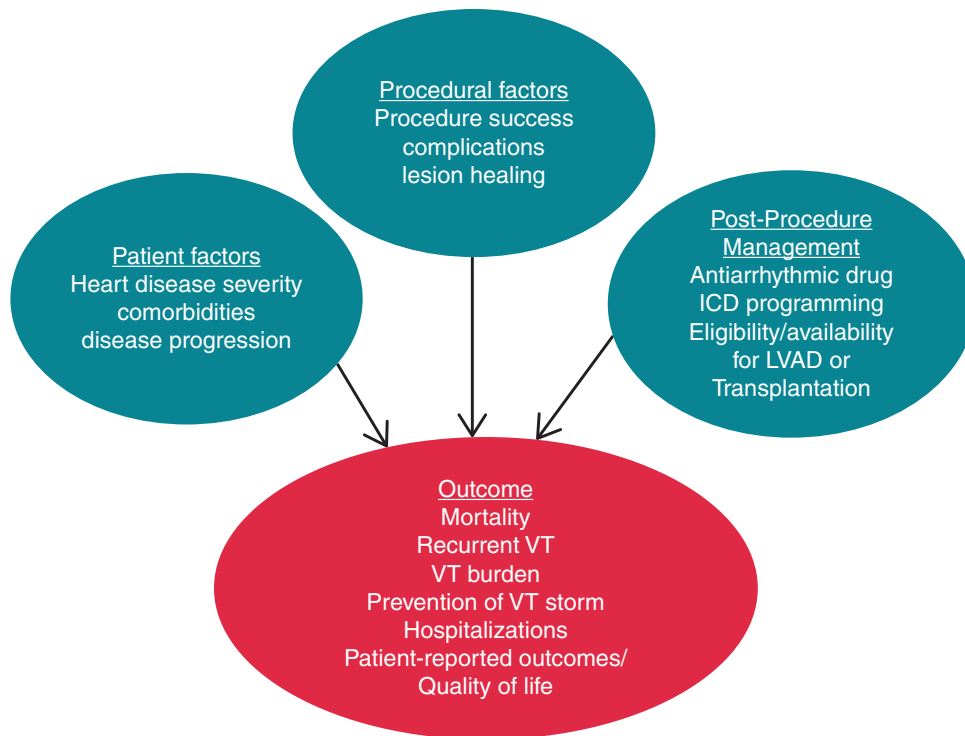 Procedural factors
Procedure success
complications
lesion healing
Patient factors
Heart disease severity
comorbidities
disease progression
Post-Procedure
Management
Antiarrhythmic drug
ICD programming
Eligibility/availability
for LVAD or
Transplantation
Outcome
Mortality
Recurrent VT
VT burden
Prevention of VT storm
Hospitalizations
Patient-reported outcomes/
Quality of life